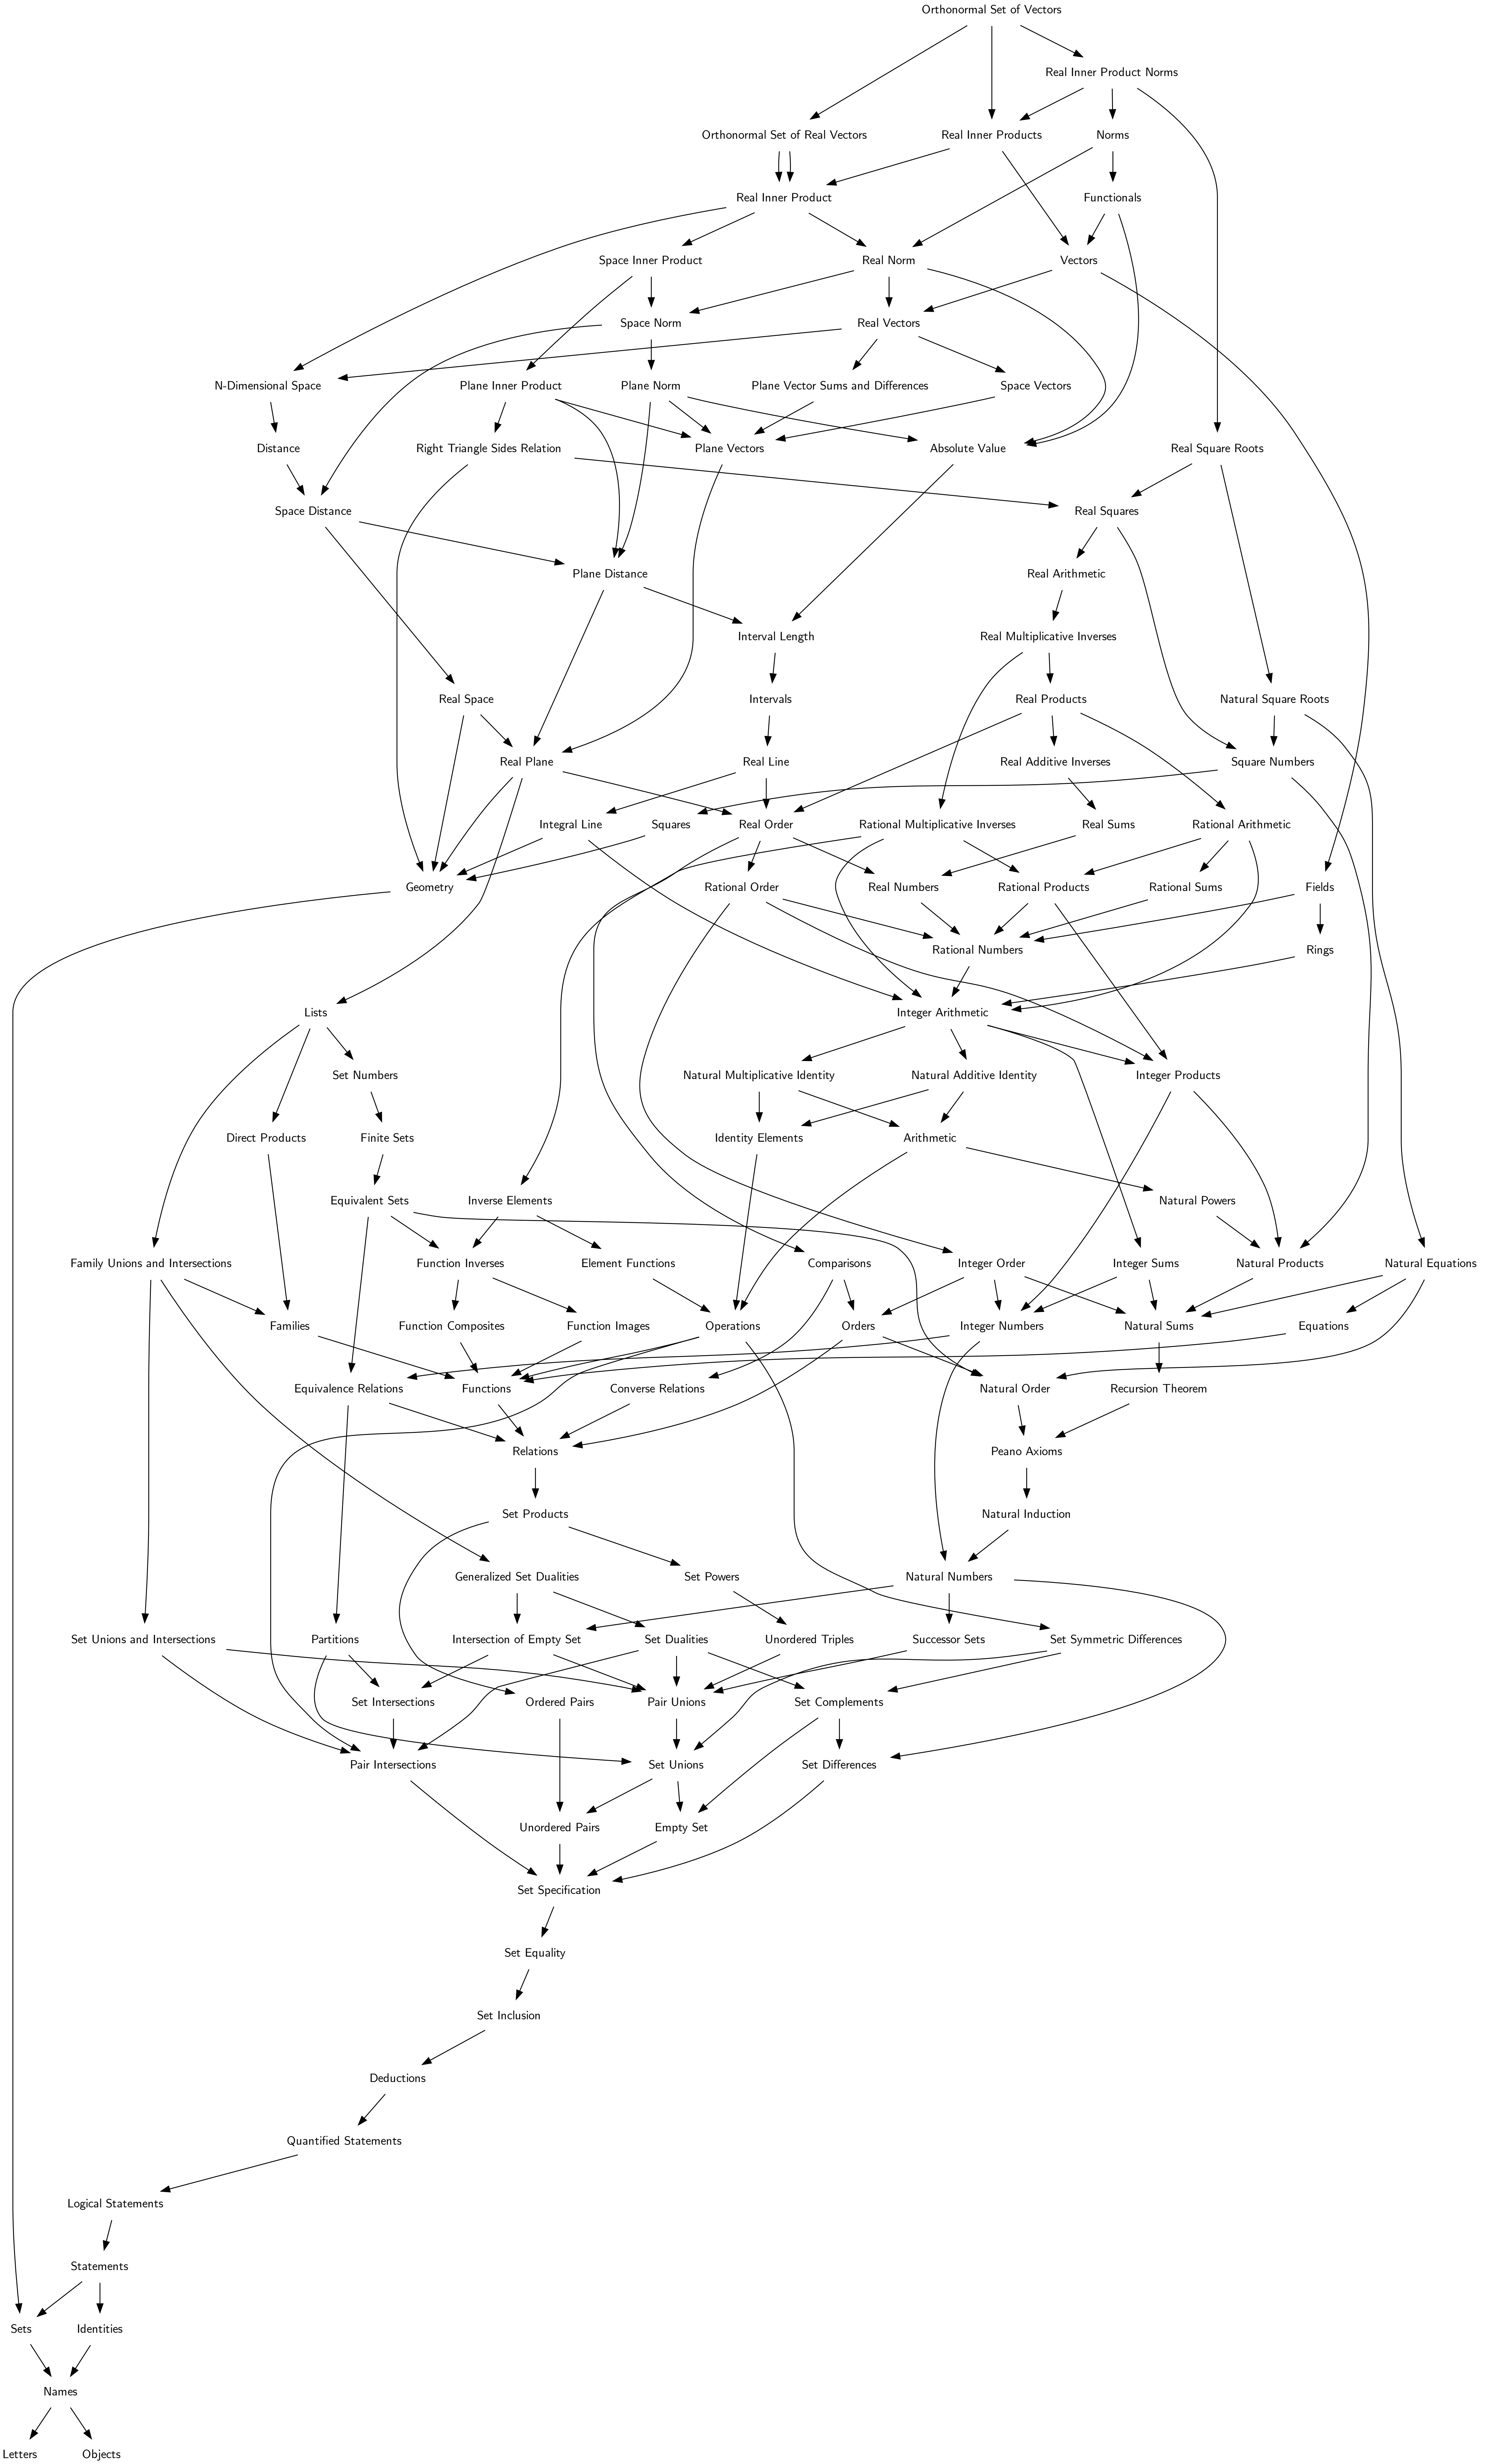 Orthonormal Set of Vectors
Real Inner Product Norms
Orthonormal Set of Real Vectors
Real Inner Products
Norms
Real Inner Product
Functionals
Space Inner Product
Real Norm
Vectors
Space Norm
Real Vectors
N-Dimensional Space
Plane Inner Product
Plane Norm
Plane Vector Sums and Differences
Space Vectors
Distance
Right Triangle Sides Relation
Plane Vectors
Absolute Value
Real Square Roots
Space Distance
Real Squares
Plane Distance
Real Arithmetic
Interval Length
Real Multiplicative Inverses
Real Space
Intervals
Real Products
Natural Square Roots
Real Plane
Real Line
Real Additive Inverses
Square Numbers
Integral Line
Squares
Real Order
Rational Multiplicative Inverses
Real Sums
Rational Arithmetic
Geometry
Rational Order
Real Numbers
Rational Products
Rational Sums
Fields
Rational Numbers
Rings
Lists
Integer Arithmetic
Set Numbers
Natural Multiplicative Identity
Natural Additive Identity
Integer Products
Direct Products
Finite Sets
Identity Elements
Arithmetic
Equivalent Sets
Inverse Elements
Natural Powers
Family Unions and Intersections
Function Inverses
Element Functions
Comparisons
Integer Order
Integer Sums
Natural Products
Natural Equations
Families
Function Composites
Function Images
Operations
Orders
Integer Numbers
Natural Sums
Equations
Equivalence Relations
Functions
Converse Relations
Natural Order
Recursion Theorem
Relations
Peano Axioms
Set Products
Natural Induction
Generalized Set Dualities
Set Powers
Natural Numbers
Set Unions and Intersections
Partitions
Intersection of Empty Set
Set Dualities
Unordered Triples
Successor Sets
Set Symmetric Differences
Set Intersections
Ordered Pairs
Pair Unions
Set Complements
Pair Intersections
Set Unions
Set Differences
Unordered Pairs
Empty Set
Set Specification
Set Equality
Set Inclusion
Deductions
Quantified Statements
Logical Statements
Statements
Sets
Identities
Names
Letters
Objects